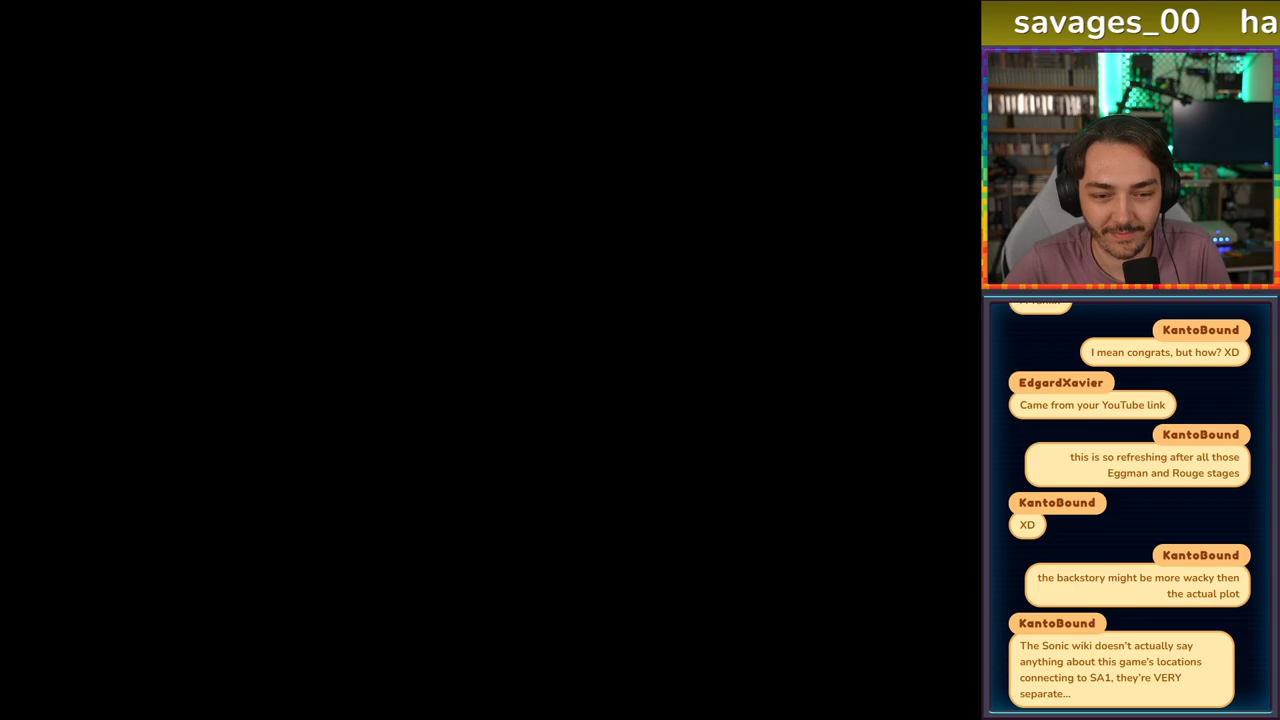 savages_00 ha
KantoBound
I mean congrats, but how? XD
EdgardXavier
Came from your YouTube link
KantoBound
this is so refreshing after all those
Eggman and Rouge stages
KantoBound
XD
KantoBound
the backstory might be more wacky then
the actual plot
KantoBound
The Sonic wiki doesn't actually say
anything about this game's locations
connecting to SA1, they're VERY
separate...